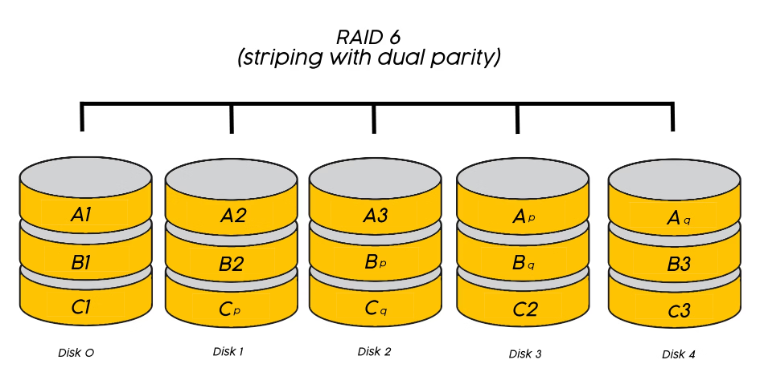 RAID 6
(striping with dual parity)
A1 A2 A3 Ap Aq
B1 B2 Bp Bq B3
C1 Cp Cq C2 C3
Disk 0 Disk 1 Disk 2 Disk 3 Disk 4